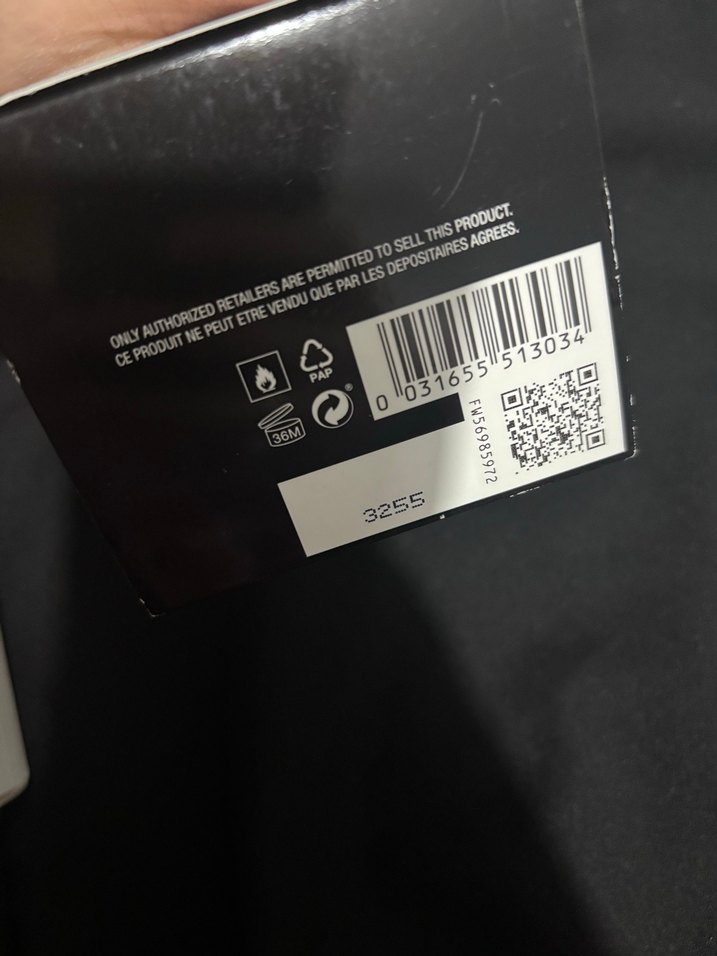 ONLY AUTHORIZED RETAILERS ARE PERMITTED TO SELL THIS PRODUCT.
CE PRODUIT NE PEUT ETRE VENDU QUE PAR LES DEPOSITAIRES AGREES.
PAP
36M
®
0 031655 513034
FW56985972
3255